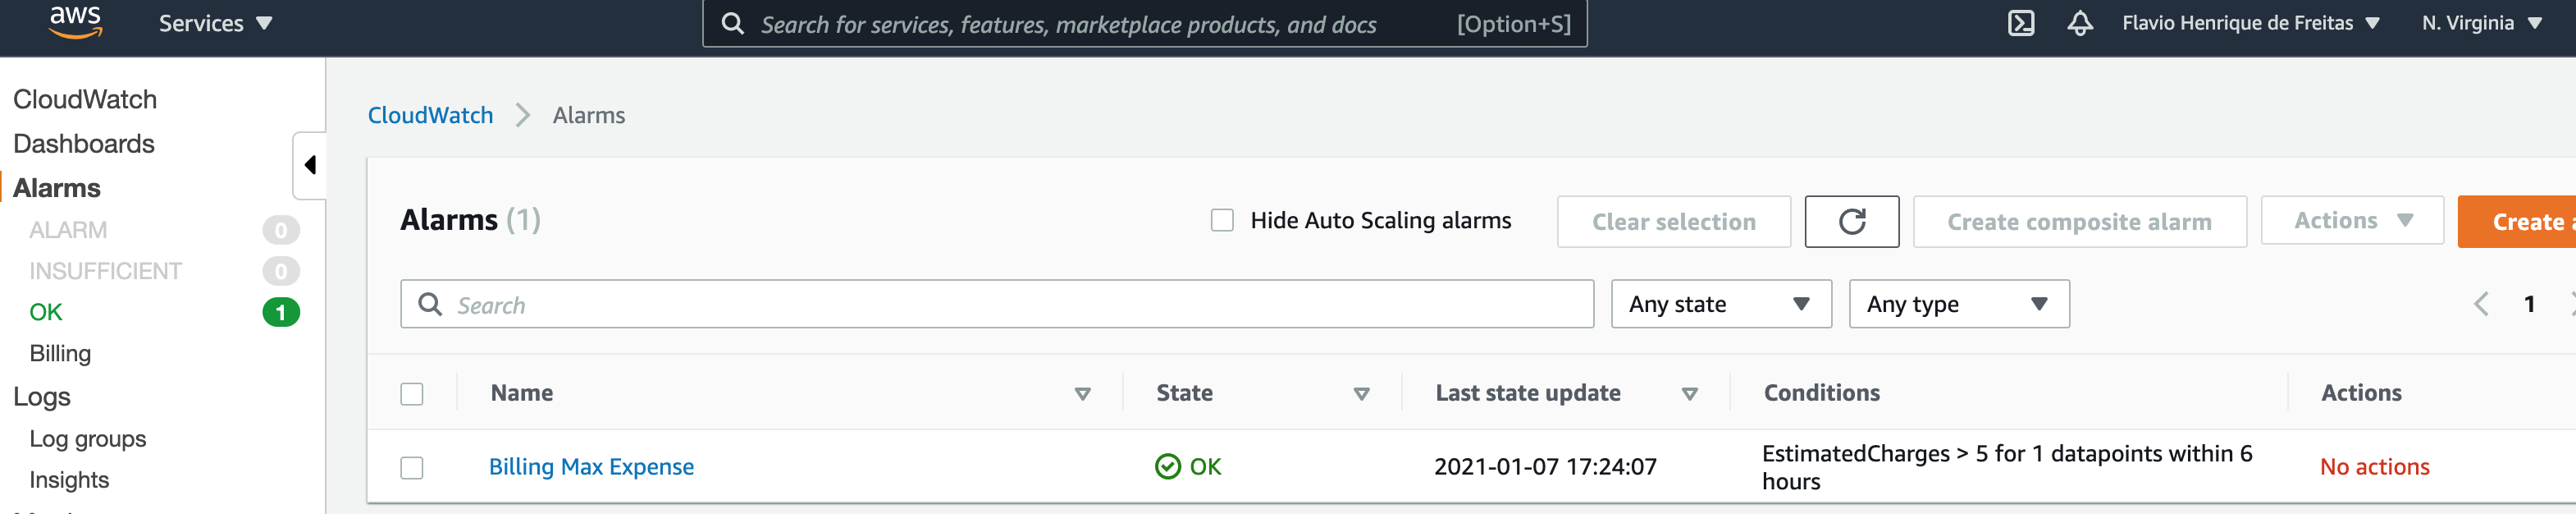 aws
Services
Search for services, features, marketplace products, and docs
[Option+S]
Flavio Henrique de Freitas
N. Virginia
CloudWatch
Dashboards
Alarms
ALARM 0
INSUFFICIENT 0
OK 1
Billing
Logs
Log groups
Insights
CloudWatch
Alarms
Alarms (1)
Hide Auto Scaling alarms
Clear selection
Create composite alarm
Actions
Create
Search
Any state
Any type
1
Name
State
Last state update
Conditions
Actions
Billing Max Expense
OK
2021-01-07 17:24:07
EstimatedCharges > 5 for 1 datapoints within 6
hours
No actions